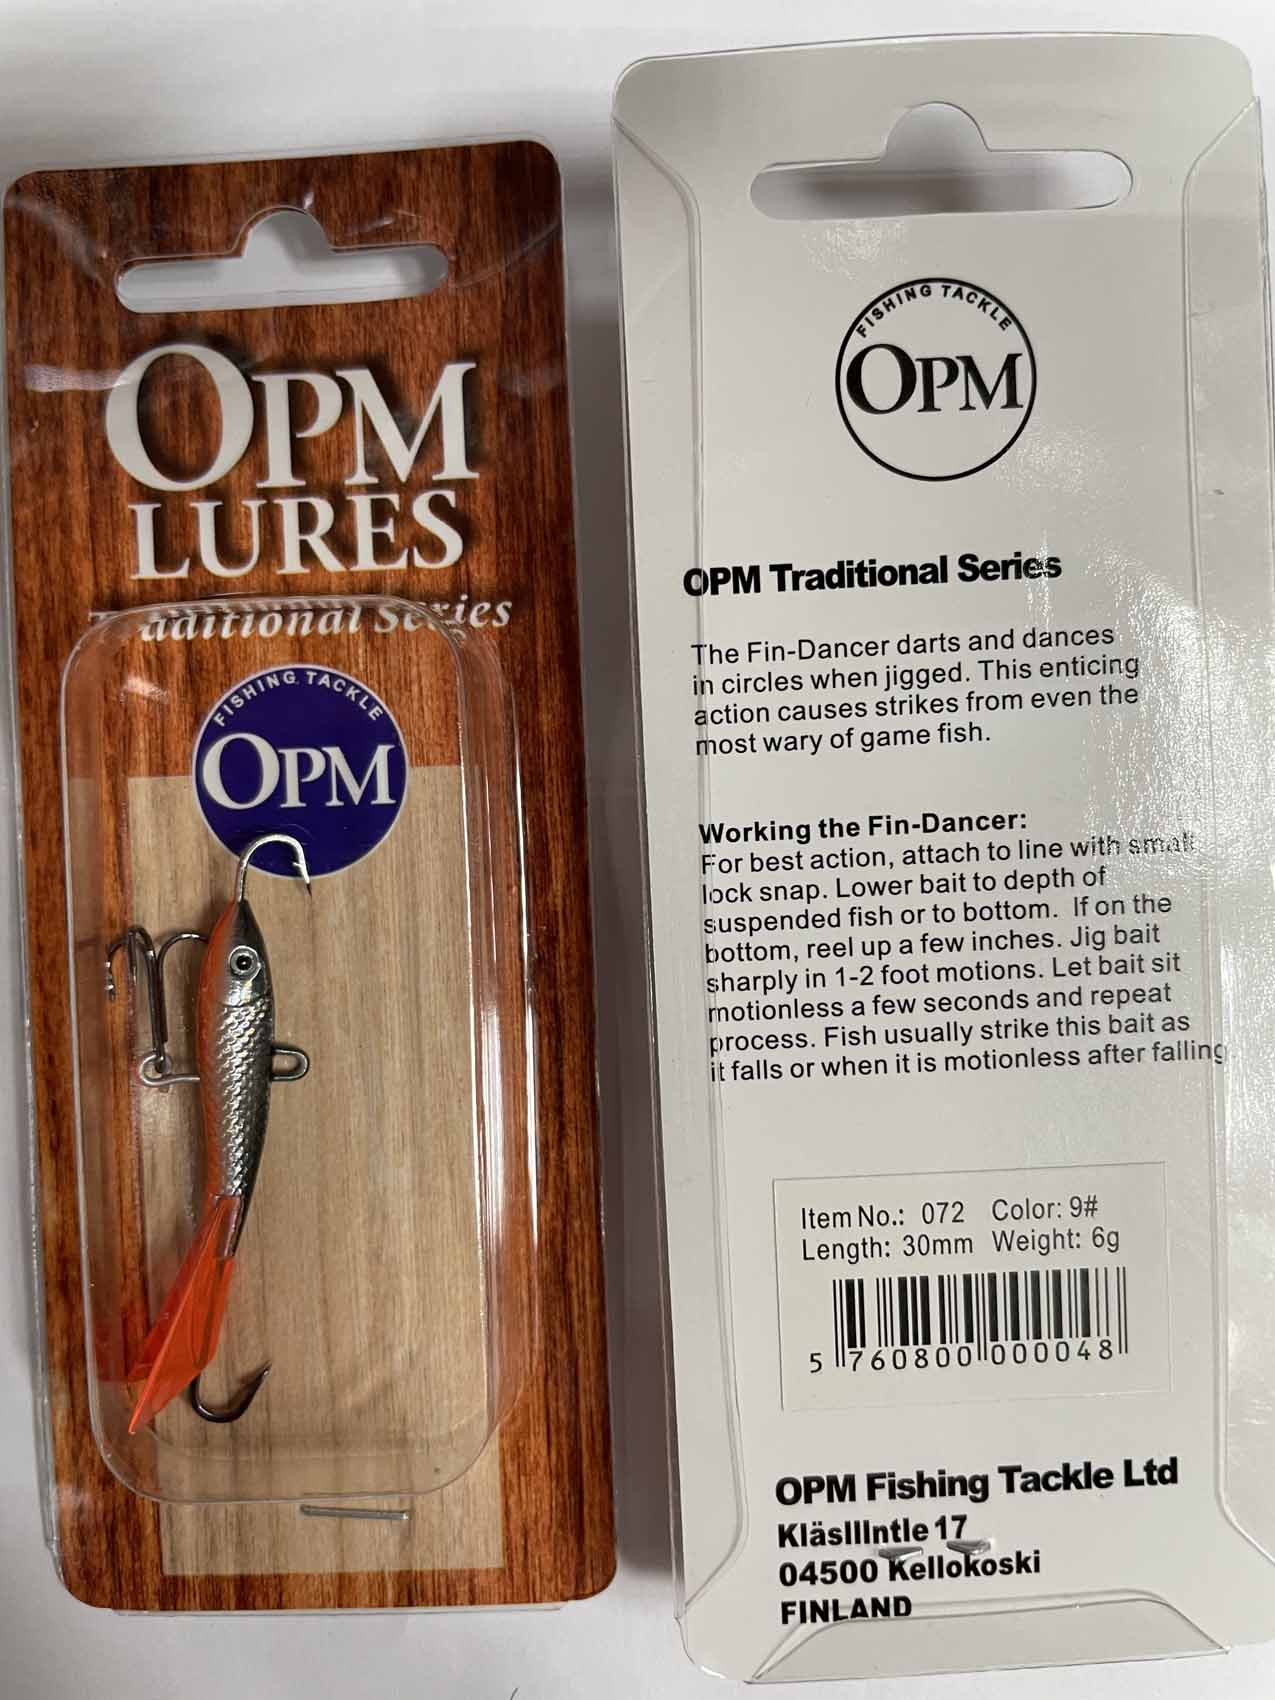 OPM
LURES
Traditional Series
FISHING TACKLE
OPM
FISHING TACKLE
OPM
OPM Traditional Series
The Fin-Dancer darts and dances
in circles when jigged. This enticing
action causes strikes from even the
most wary of game fish.
Working the Fin-Dancer:
For best action, attach to line with small
lock snap. Lower bait to depth of
suspended fish or to bottom. If on the
bottom, reel up a few inches. Jig bait
sharply in 1-2 foot motions. Let bait sit
motionless a few seconds and repeat
process. Fish usually strike this bait as
it falls or when it is motionless after falling.
Item No.: 072 Color: 9#
Length: 30mm Weight: 6g
5 760800 000048
OPM Fishing Tackle Ltd
KläsIIIntIe 17
04500 Kellokoski
FINLAND